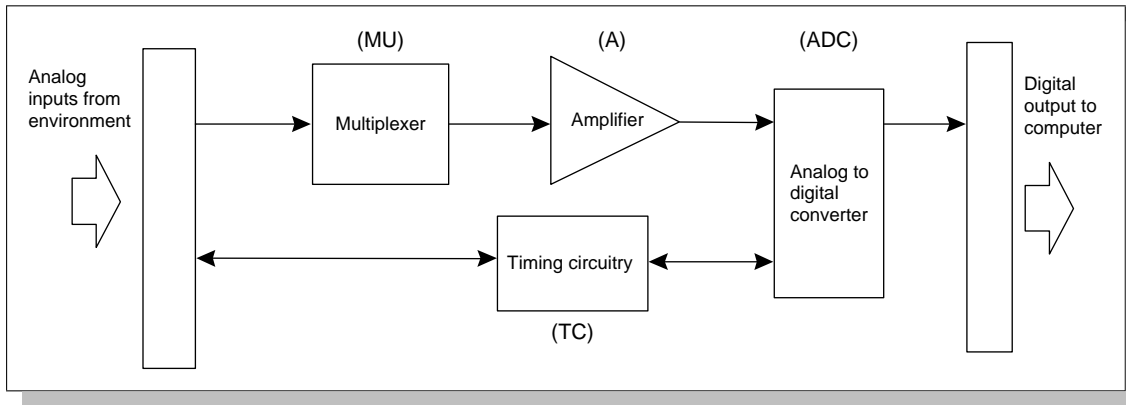 (MU)
(A)
(ADC)
Analog
inputs from
environment
Multiplexer
Amplifier
Analog to
digital
converter
Digital
output to
computer
Timing circuitry
(TC)